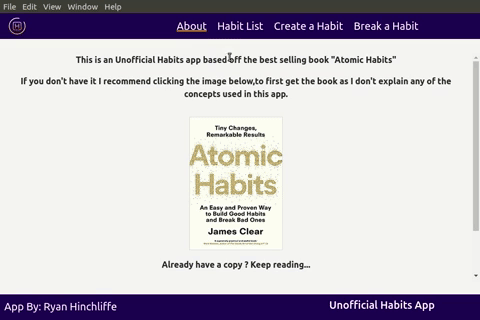 File Edit View Window Help
About Habit List Create a Habit Break a Habit
This is an Unofficial Habits app based off the best selling book "Atomic Habits"
If you don't have it I recommend clicking the image below,to first get the book as I don't explain any of the
concepts used in this app.
Tiny Changes,
Remarkable Results
Atomic
Habits
An Easy and Proven Way
to Build Good Habits
and Break Bad Ones
James Clear
Already have a copy ? Keep reading...
App By: Ryan Hinchliffe
Unofficial Habits App